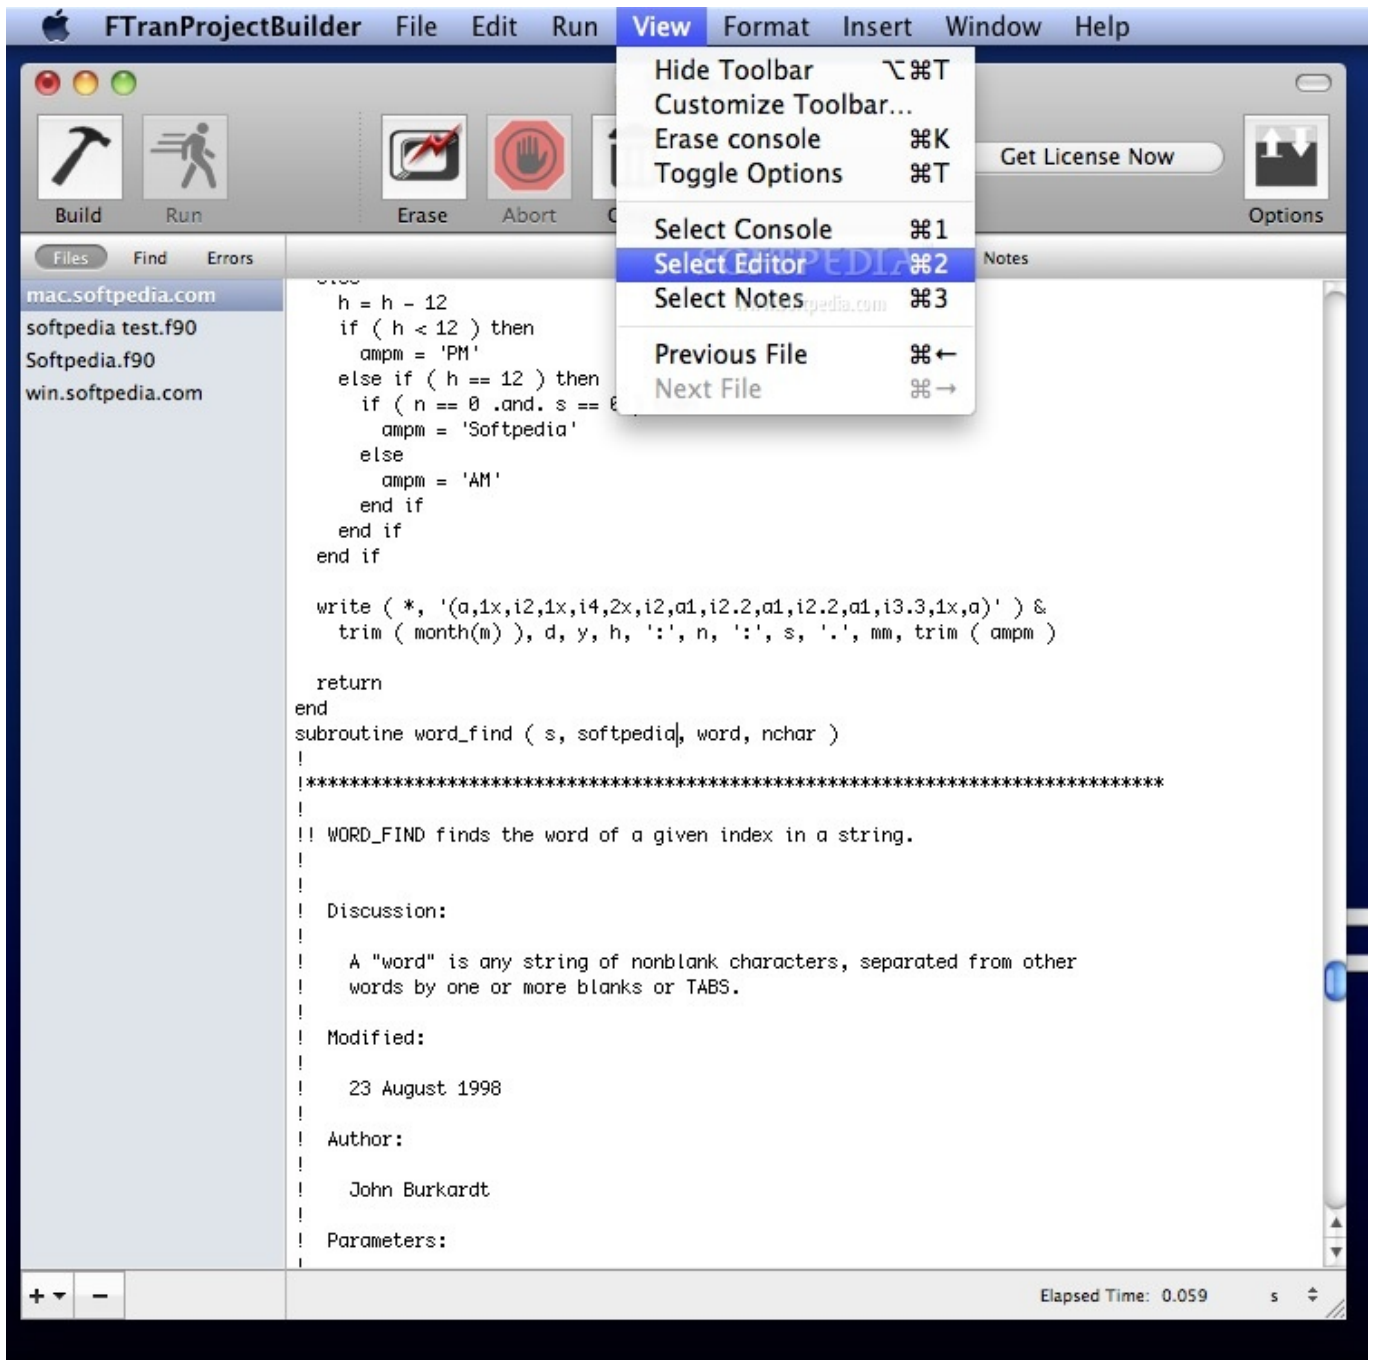 FTranProjectBuilder File Edit Run View Format Insert Window Help
Hide Toolbar ⌥⌘T
Customize Toolbar...
Erase console ⌘K
Toggle Options ⌘T
Select Console ⌘1
Select Editor ⌘2
Select Notes ⌘3
Previous File ⌘←
Next File ⌘→
SOFTPEDIA
www.softpedia.com
Get License Now
Build Run Erase Abort Options
Files Find Errors Notes
mac.softpedia.com
softpedia test.f90
Softpedia.f90
win.softpedia.com
else
h = h - 12
if ( h < 12 ) then
ampm = 'PM'
else if ( h == 12 ) then
if ( n == 0 .and. s == 0
ampm = 'Softpedia'
else
ampm = 'AM'
end if
end if
end if
write ( *, '(a,1x,i2,1x,i4,2x,i2,a1,i2.2,a1,i2.2,a1,i3.3,1x,a)' ) &
trim ( month(m) ), d, y, h, ':', n, ':', s, '.', mm, trim ( ampm )
return
end
subroutine word_find ( s, softpedia, word, nchar )
!
!*******************************************************************************
!
!! WORD_FIND finds the word of a given index in a string.
!
!
! Discussion:
!
! A "word" is any string of nonblank characters, separated from other
! words by one or more blanks or TABS.
!
! Modified:
!
! 23 August 1998
!
! Author:
!
! John Burkardt
!
! Parameters:
!
+ − Elapsed Time: 0.059 s